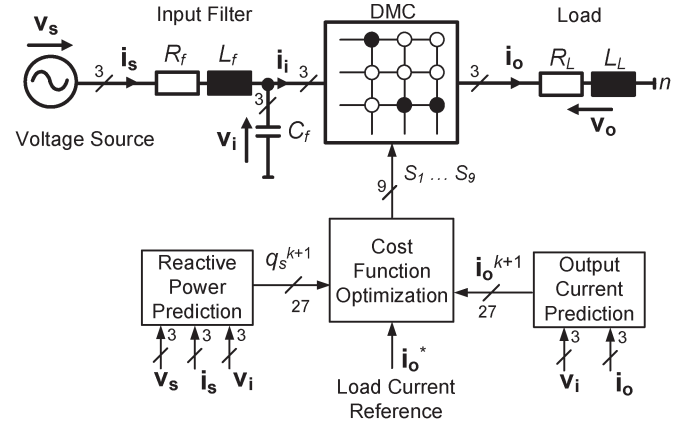 Input Filter
DMC
Load
v_s
i_s
R_f
L_f
i_i
i_o
R_L
L_L
3
3
3
n
3
v_o
Voltage Source
v_i
C_f
9
S_1 … S_9
Reactive
Power
Prediction
q_s^{k+1}
27
Cost
Function
Optimization
i_o^{k+1}
27
Output
Current
Prediction
3
3
3
3
3
v_s
i_s
v_i
i_o^*
v_i
i_o
Load Current
Reference